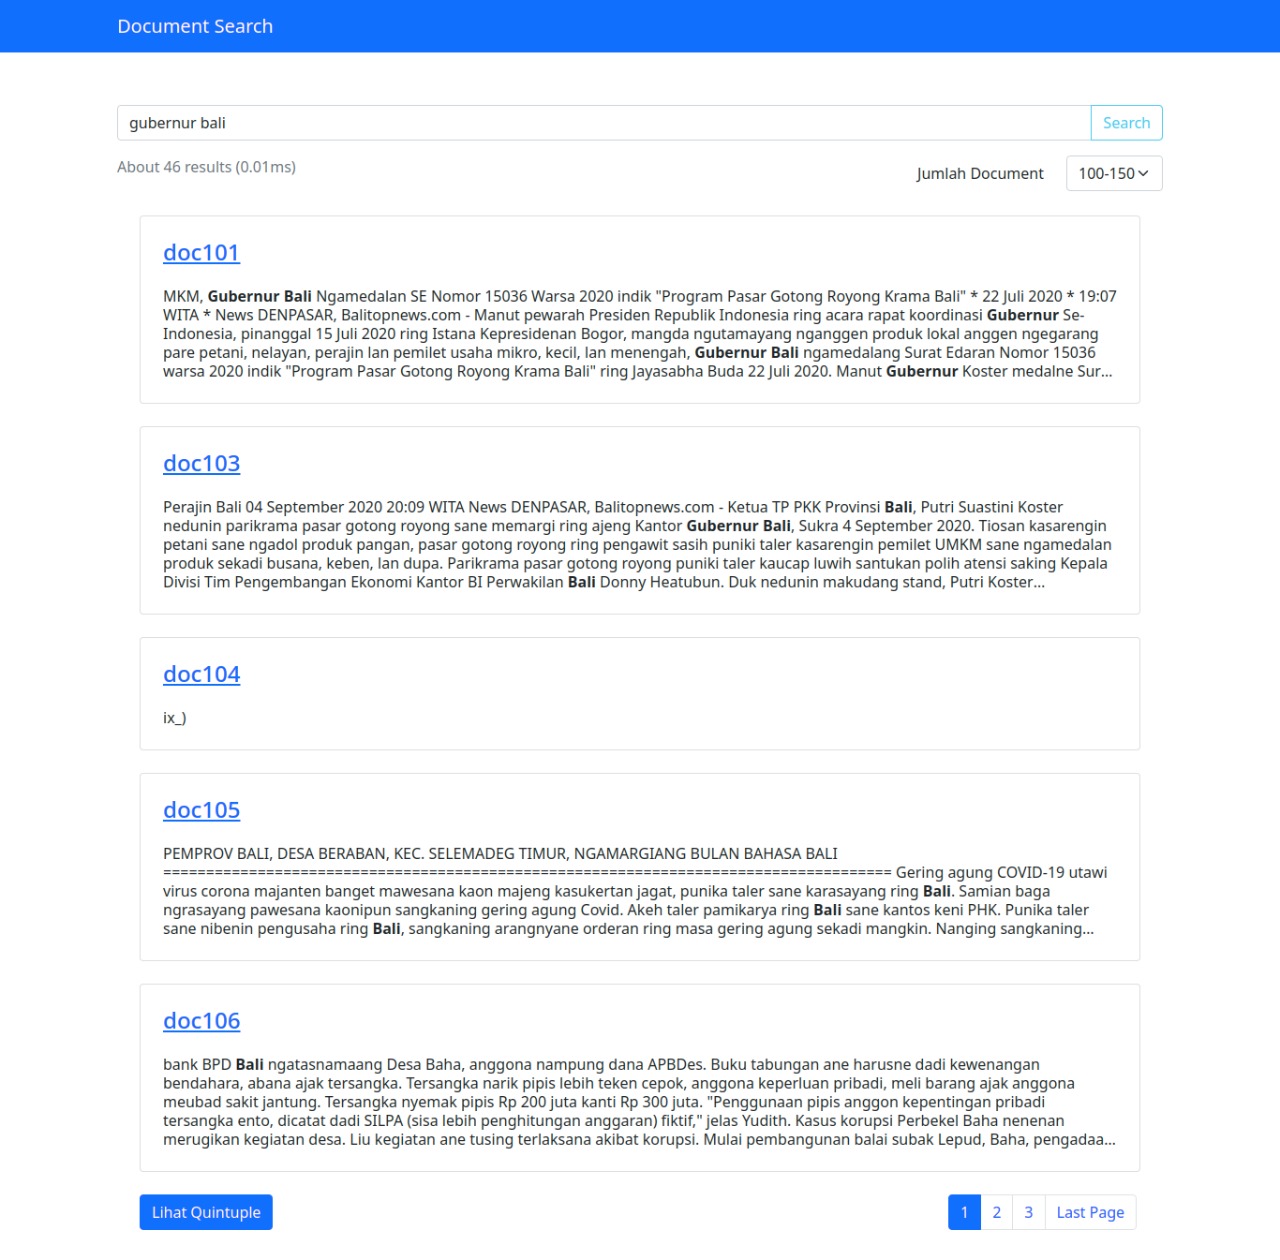 Document Search
gubernur bali
Search
About 46 results (0.01ms)
Jumlah Document
100-150
doc101
MKM, Gubernur Bali Ngamedalan SE Nomor 15036 Warsa 2020 indik "Program Pasar Gotong Royong Krama Bali" * 22 Juli 2020 * 19:07
WITA * News DENPASAR, Balitopnews.com - Manut pewarah Presiden Republik Indonesia ring acara rapat koordinasi Gubernur Se-
Indonesia, pinanggal 15 Juli 2020 ring Istana Kepresidenan Bogor, mangda ngutamayang nganggen produk lokal anggen ngegarang
pare petani, nelayan, perajin lan pemilet usaha mikro, kecil, lan menengah, Gubernur Bali ngamedalang Surat Edaran Nomor 15036
warsa 2020 indik "Program Pasar Gotong Royong Krama Bali" ring Jayasabha Buda 22 Juli 2020. Manut Gubernur Koster medalne Sur...
doc103
Perajin Bali 04 September 2020 20:09 WITA News DENPASAR, Balitopnews.com - Ketua TP PKK Provinsi Bali, Putri Suastini Koster
nedunin parikrama pasar gotong royong sane memargi ring ajeng Kantor Gubernur Bali, Sukra 4 September 2020. Tiosan kasarengin
petani sane ngadol produk pangan, pasar gotong royong ring pengawit sasih puniki taler kasarengin pemilet UMKM sane ngamedalan
produk sekadi busana, keben, lan dupa. Parikrama pasar gotong royong puniki taler kaucap luwih santukan polih atensi saking Kepala
Divisi Tim Pengembangan Ekonomi Kantor BI Perwakilan Bali Donny Heatubun. Duk nedunin makudang stand, Putri Koster...
doc104
ix_)
doc105
PEMPROV BALI, DESA BERABAN, KEC. SELEMADEG TIMUR, NGAMARGIANG BULAN BAHASA BALI
================================================================================== Gering agung COVID-19 utawi
virus corona majanten banget mawesana kaon majeng kasukertan jagat, punika taler sane karasayang ring Bali. Samian baga
ngrasayang pawesana kaonipun sangkaning gering agung Covid. Akeh taler pamikarya ring Bali sane kantos keni PHK. Punika taler
sane nibenin pengusaha ring Bali, sangkaning arangnyane orderan ring masa gering agung sekadi mangkin. Nanging sangkaning...
doc106
bank BPD Bali ngatasnamaang Desa Baha, anggona nampung dana APBDes. Buku tabungan ane harusne dadi kewenangan
bendahara, abana ajak tersangka. Tersangka narik pipis lebih teken cepok, anggona keperluan pribadi, meli barang ajak anggona
meubad sakit jantung. Tersangka nyemak pipis Rp 200 juta kanti Rp 300 juta. "Penggunaan pipis anggon kepentingan pribadi
tersangka ento, dicatat dadi SILPA (sisa lebih penghitungan anggaran) fiktif," jelas Yudith. Kasus korupsi Perbekel Baha nenenan
merugikan kegiatan desa. Liu kegiatan ane tusing terlaksana akibat korupsi. Mulai pembangunan balai subak Lepud, Baha, pengadaa...
Lihat Quintuple
1 2 3 Last Page